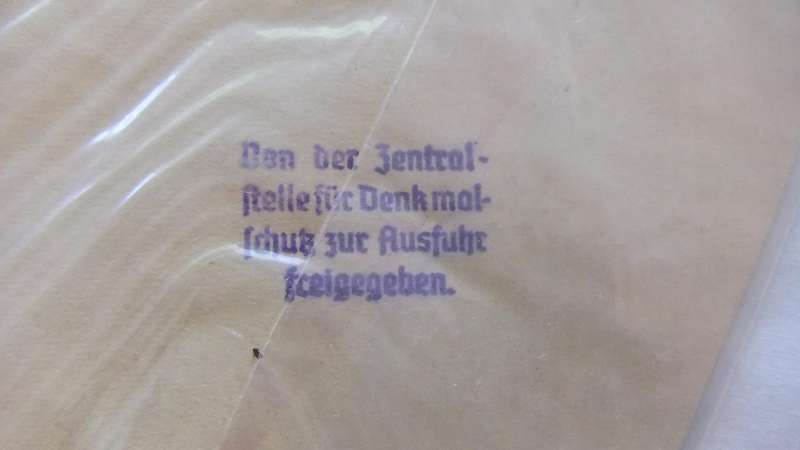 Von der Zentral-
stelle für Denkmal-
schutz zur Ausfuhr
freigegeben.